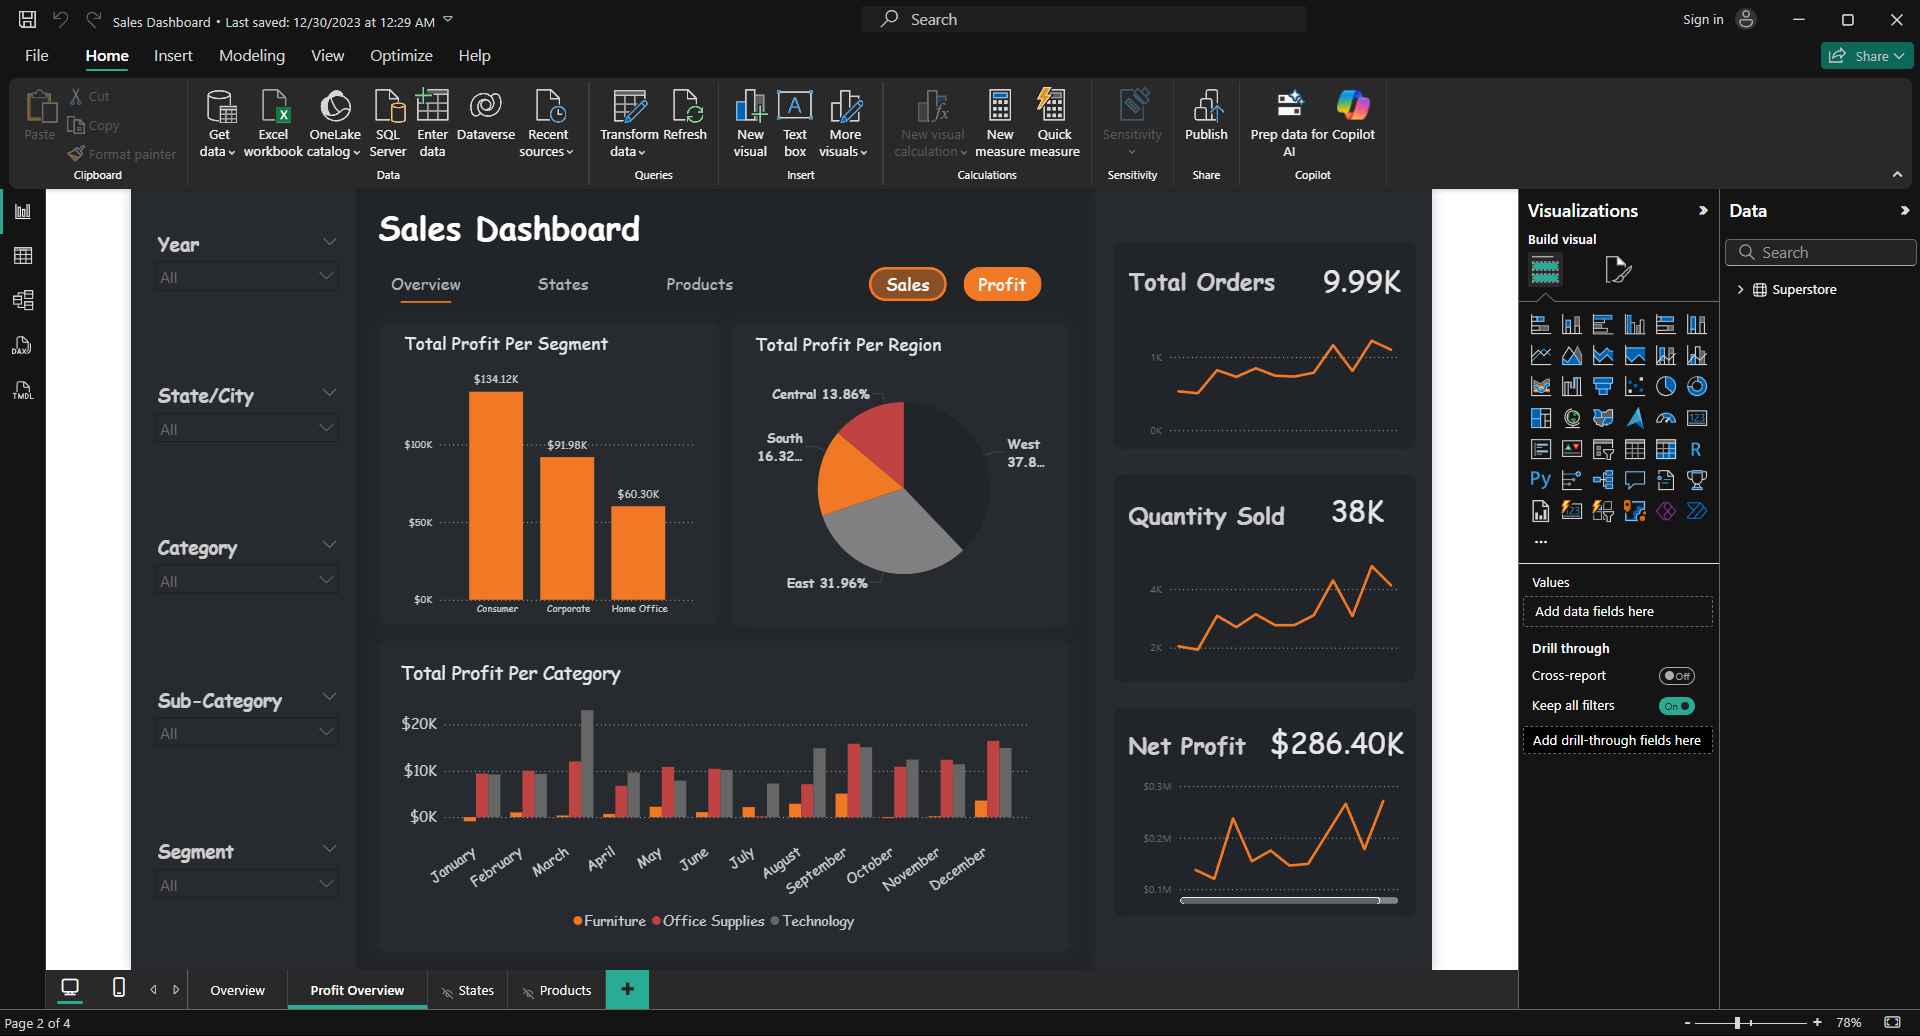 Sales Dashboard • Last saved: 12/30/2023 at 12:29 AM
Search
Sign in
File
Home
Insert
Modeling
View
Optimize
Help
Share
Paste
Cut
Copy
Format painter
Clipboard
Get data
Excel workbook
OneLake catalog
SQL Server
Enter data
Dataverse
Recent sources
Data
Transform data
Refresh
Queries
New visual
Text box
More visuals
Insert
New visual calculation
New measure
Quick measure
Calculations
Sensitivity
Sensitivity
Publish
Share
Prep data for AI
Copilot
Copilot
DAX
TMDL
Year
All
State/City
All
Category
All
Sub-Category
All
Segment
All
Sales Dashboard
Overview
States
Products
Sales
Profit
Total Profit Per Segment
$134.12K
$100K
$91.98K
$60.30K
$50K
$0K
Consumer
Corporate
Home Office
Total Profit Per Region
Central 13.86%
South
16.32...
West
37.8...
East 31.96%
Total Profit Per Category
$20K
$10K
$0K
January
February
March
April
May
June
July
August
September
October
November
December
Furniture
Office Supplies
Technology
Total Orders
9.99K
1K
0K
Quantity Sold
38K
4K
2K
Net Profit
$286.40K
$0.3M
$0.2M
$0.1M
Visualizations
Build visual
123
R
Py
123
...
Values
Add data fields here
Drill through
Cross-report
Off
Keep all filters
On
Add drill-through fields here
Data
Search
Superstore
Overview
Profit Overview
States
Products
+
Page 2 of 4
- + 78%